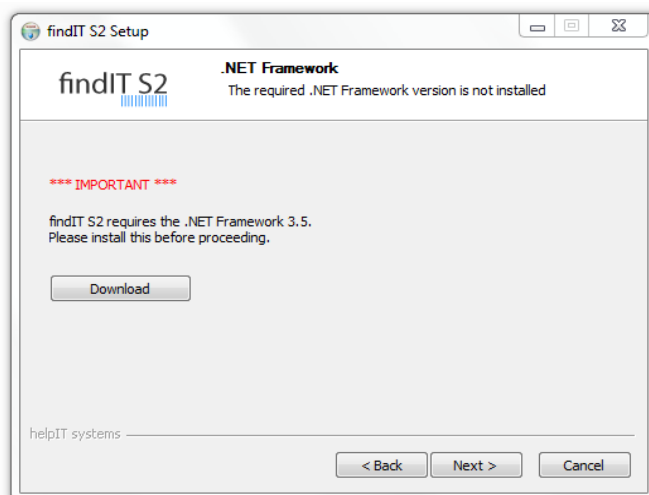 findIT S2 Setup
findIT S2
.NET Framework
The required .NET Framework version is not installed
*** IMPORTANT ***
findIT S2 requires the .NET Framework 3.5.
Please install this before proceeding.
Download
helpIT systems
< Back
Next >
Cancel